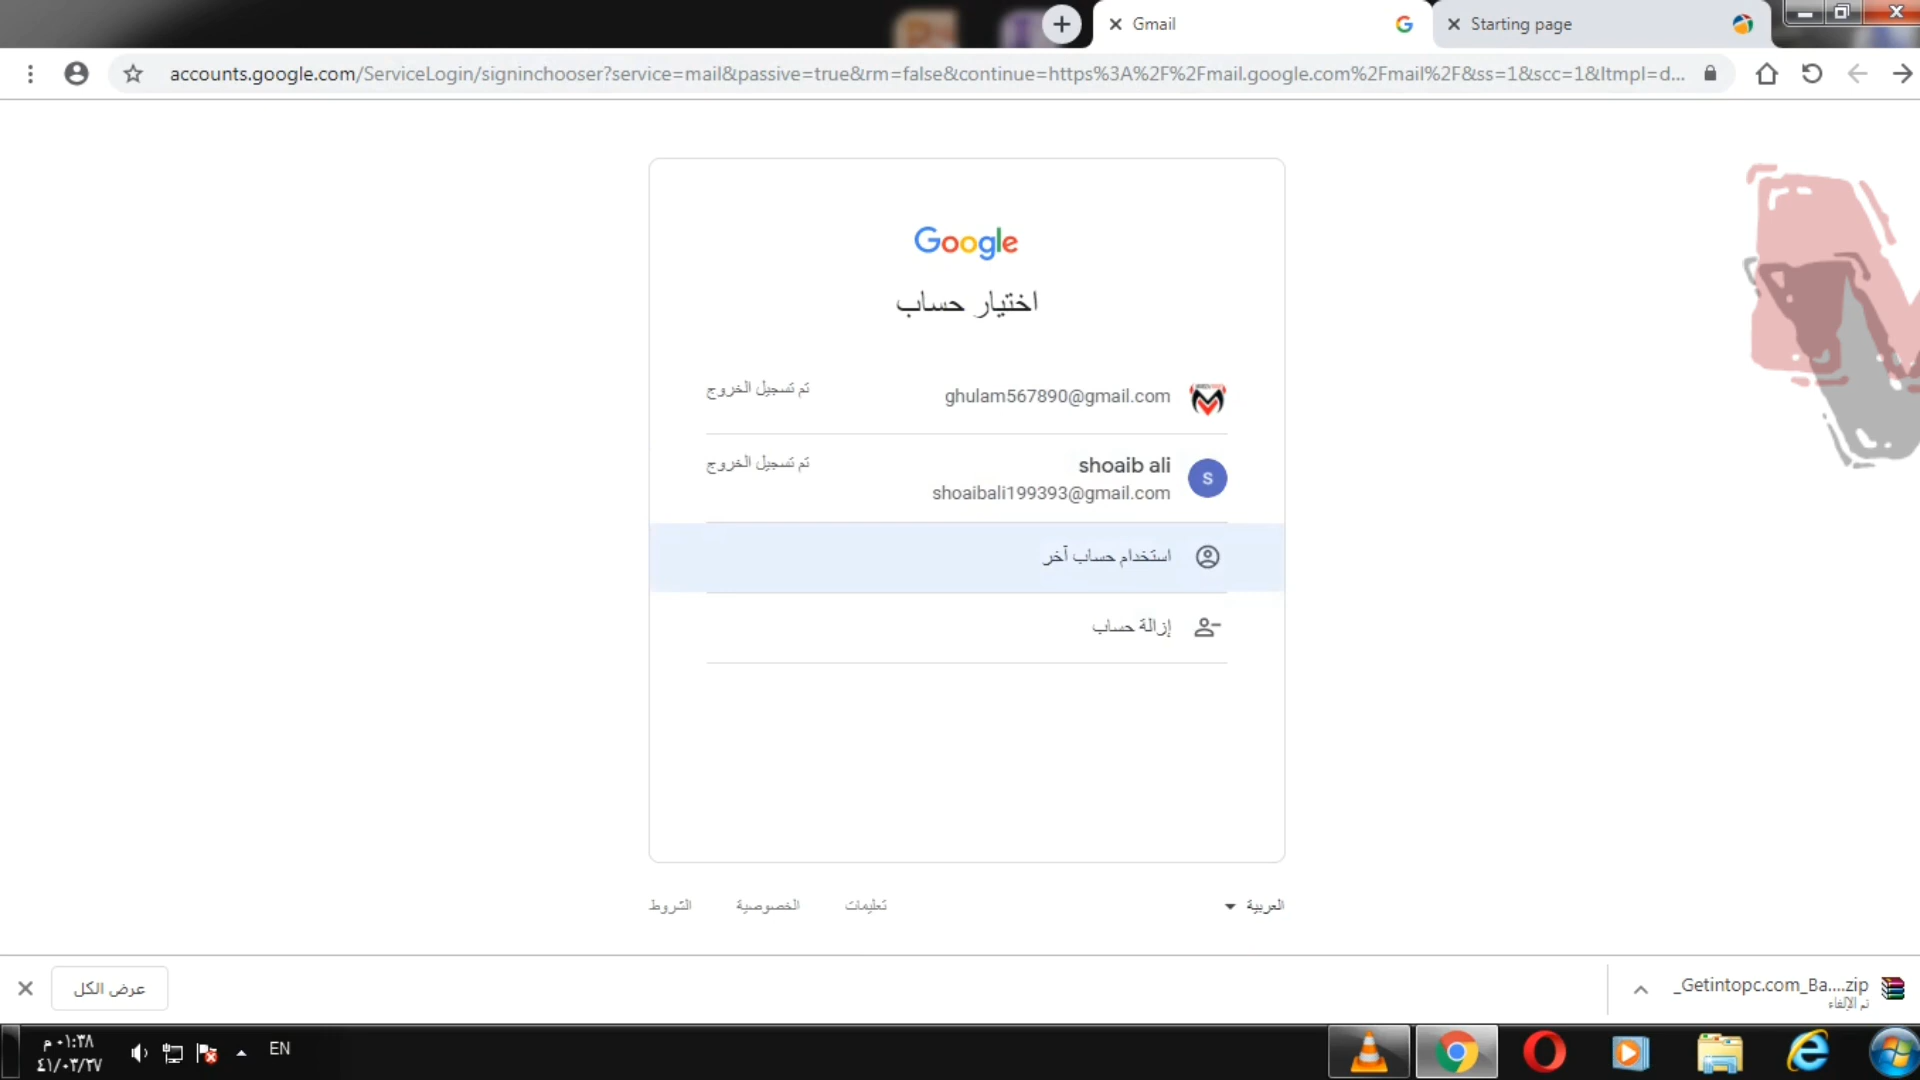 Gmail
Starting page
accounts.google.com/ServiceLogin/signinchooser?service=mail&passive=true&rm=false&continue=https%3A%2F%2Fmail.google.com%2Fmail%2F&ss=1&scc=1&ltmpl=d...
Google
اختيار حساب
ghulam567890@gmail.com
تم تسجيل الخروج
shoaib ali
تم تسجيل الخروج
shoaibali199393@gmail.com
S
استخدام حساب آخر
إزالة حساب
العربية
تعليمات
الخصوصية
الشروط
_Getintopc.com_Ba....zip
تم الإلغاء
عرض الكل
EN
٠١:٣٨ م
٤١/٠٣/٢٧